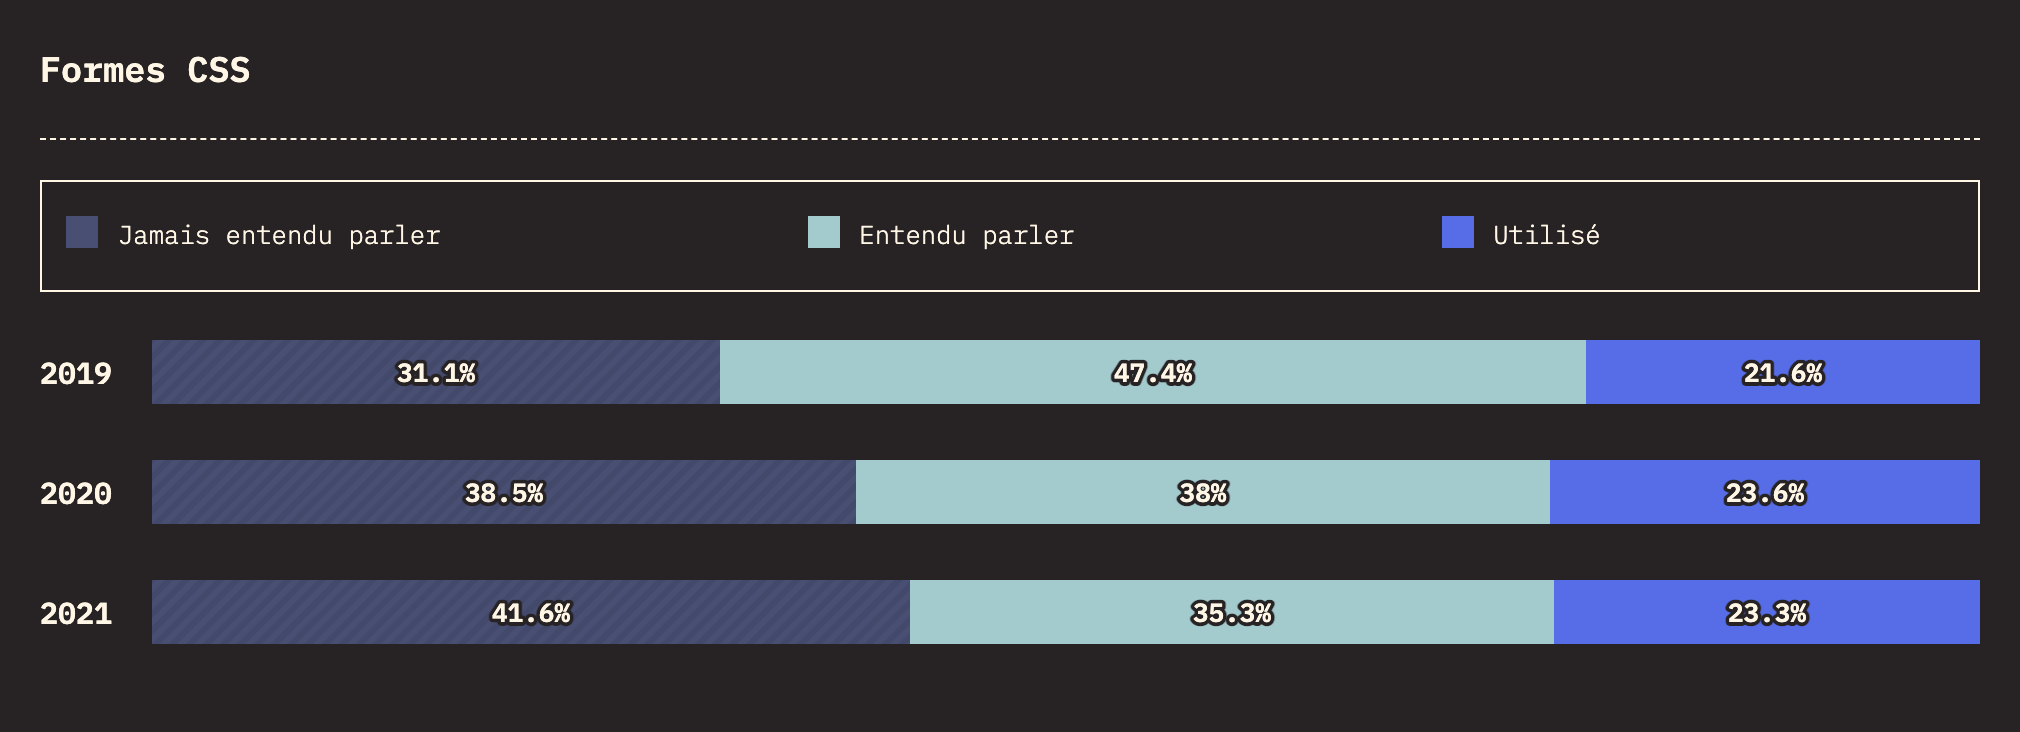 Formes CSS
Jamais entendu parler Entendu parler Utilisé
2019 31.1% 47.4% 21.6%
2020 38.5% 38% 23.6%
2021 41.6% 35.3% 23.3%